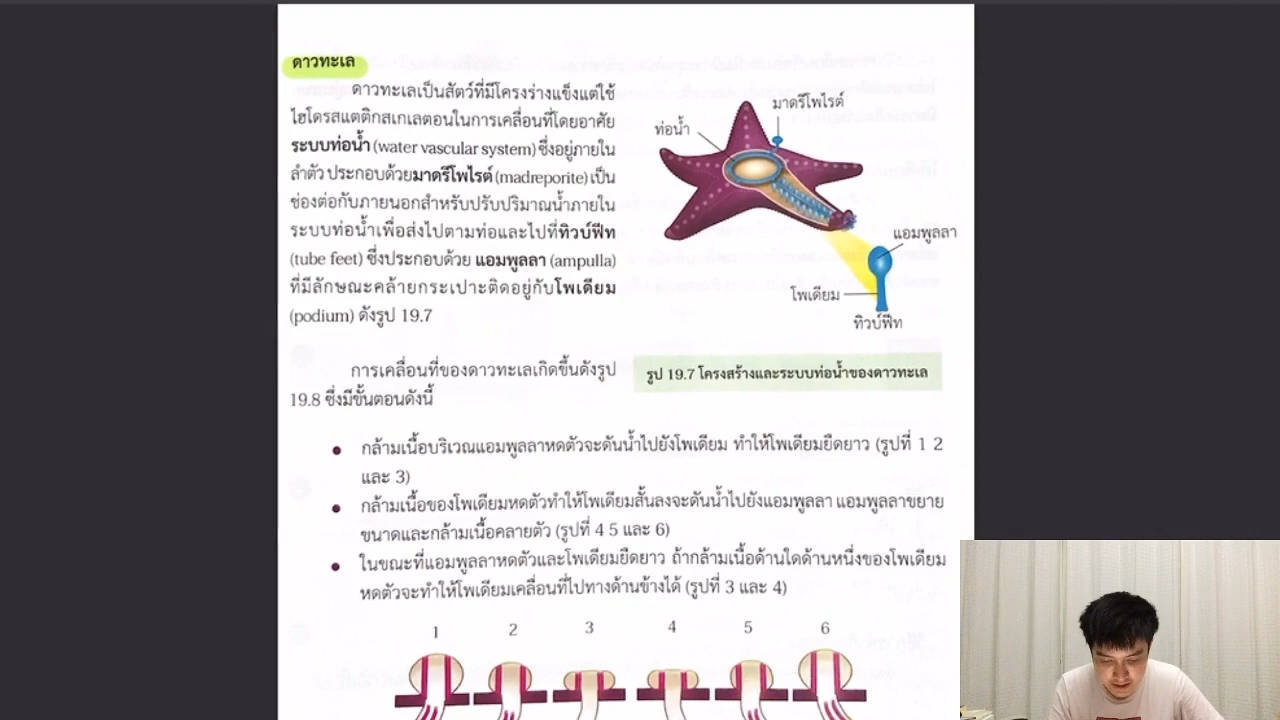 ดาวทะเล
ดาวทะเลเป็นสัตว์ที่มีโครงร่างแข็งแต่ใช้
ไฮโดรสแตติกสเกเลตอนในการเคลื่อนที่โดยอาศัย
ระบบท่อน้ำ (water vascular system) ซึ่งอยู่ภายใน
ลำตัว ประกอบด้วยมาดรีโพไรต์ (madreporite) เป็น
ช่องต่อกับภายนอกสำหรับปรับปริมาณน้ำภายใน
ระบบท่อน้ำเพื่อส่งไปตามท่อและไปที่ทิวบ์ฟีท
(tube feet) ซึ่งประกอบด้วย แอมพูลลา (ampulla)
ที่มีลักษณะคล้ายกระเปาะติดอยู่กับโพเดียม
(podium) ดังรูป 19.7
มาดรีโพไรต์
ท่อน้ำ
แอมพูลลา
โพเดียม
ทิวบ์ฟีท
รูป 19.7 โครงสร้างและระบบท่อน้ำของดาวทะเล
การเคลื่อนที่ของดาวทะเลเกิดขึ้นดังรูป
19.8 ซึ่งมีขั้นตอนดังนี้
• กล้ามเนื้อบริเวณแอมพูลลาหดตัวจะดันน้ำไปยังโพเดียม ทำให้โพเดียมยืดยาว (รูปที่ 1 2
และ 3)
• กล้ามเนื้อของโพเดียมหดตัวทำให้โพเดียมสั้นลงจะดันน้ำไปยังแอมพูลลา แอมพูลลาขยาย
ขนาดและกล้ามเนื้อคลายตัว (รูปที่ 4 5 และ 6)
• ในขณะที่แอมพูลลาหดตัวและโพเดียมยืดยาว ถ้ากล้ามเนื้อด้านใดด้านหนึ่งของโพเดียม
หดตัวจะทำให้โพเดียมเคลื่อนที่ไปทางด้านข้างได้ (รูปที่ 3 และ 4)
1 2 3 4 5 6